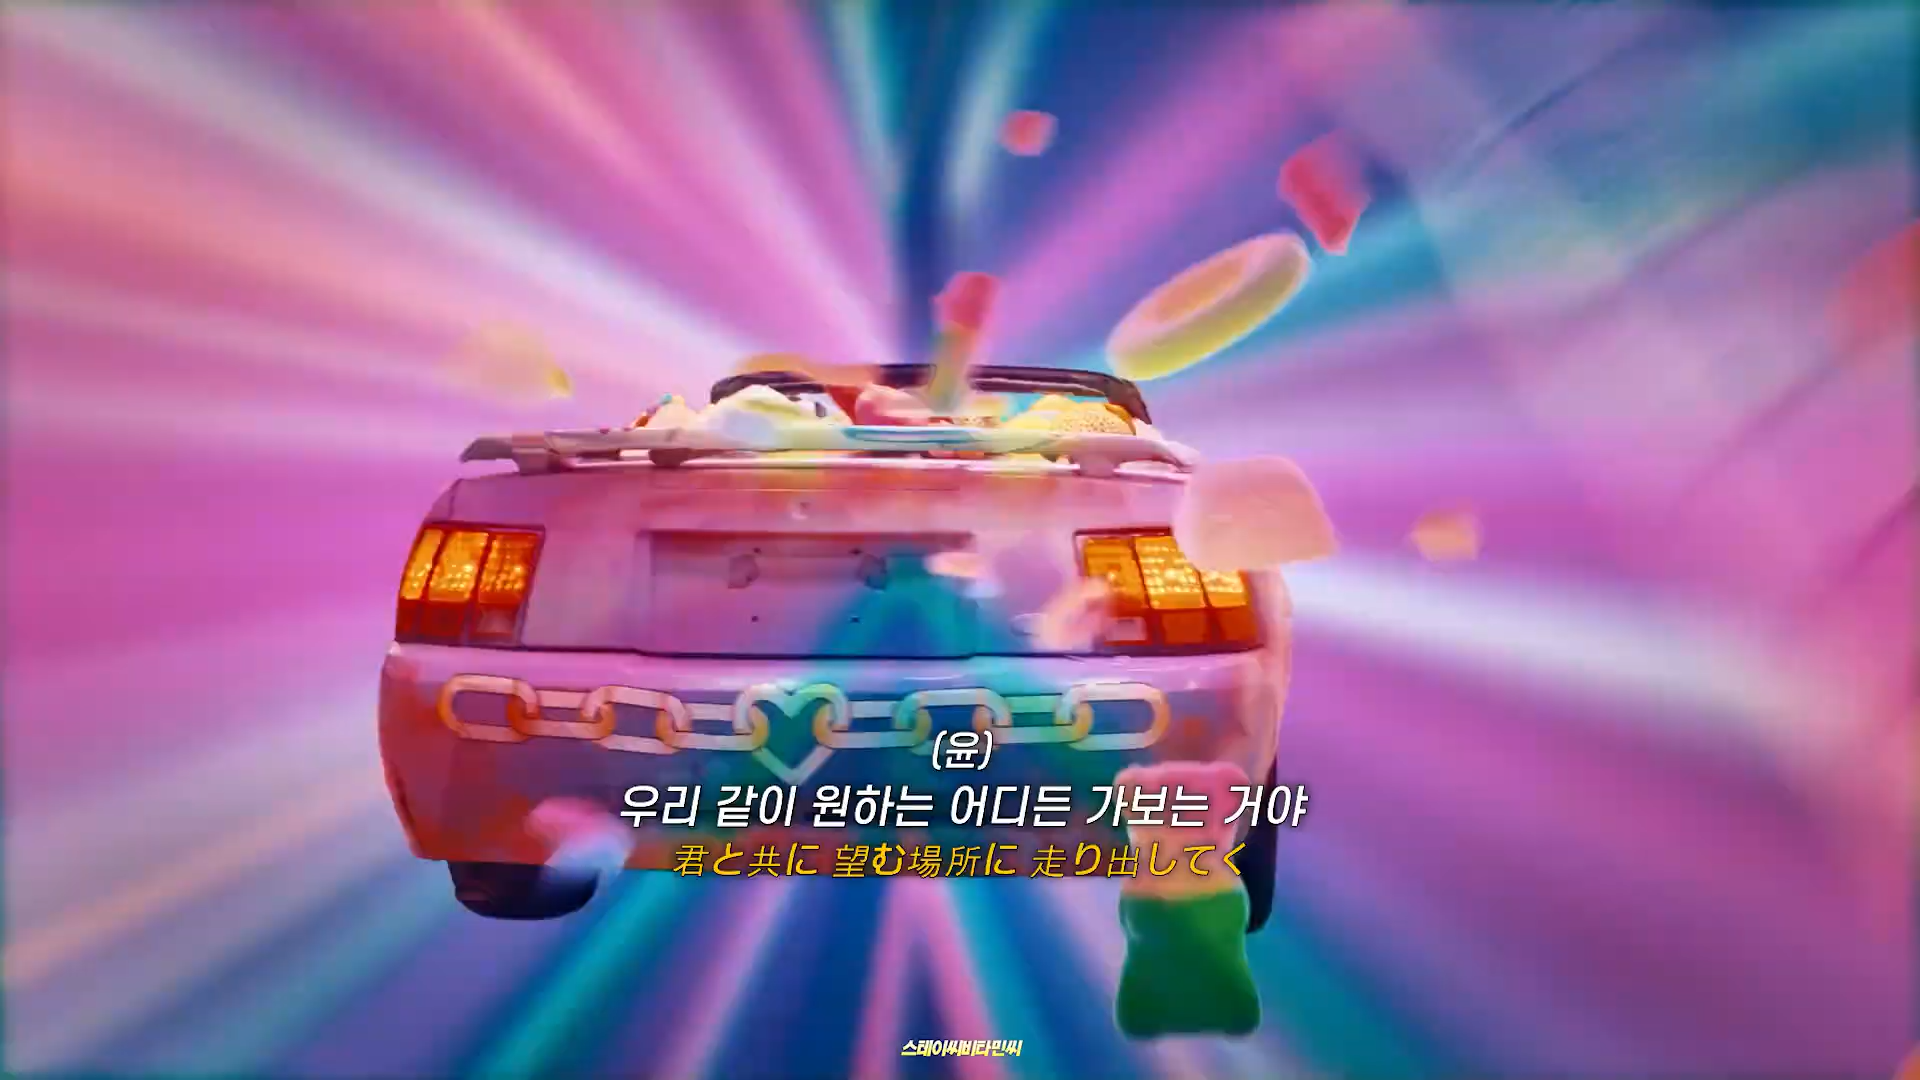 (윤)
우리 같이 원하는 어디든 가보는 거야
君と共に 望む場所に 走り出してく
스테이씨비타민씨